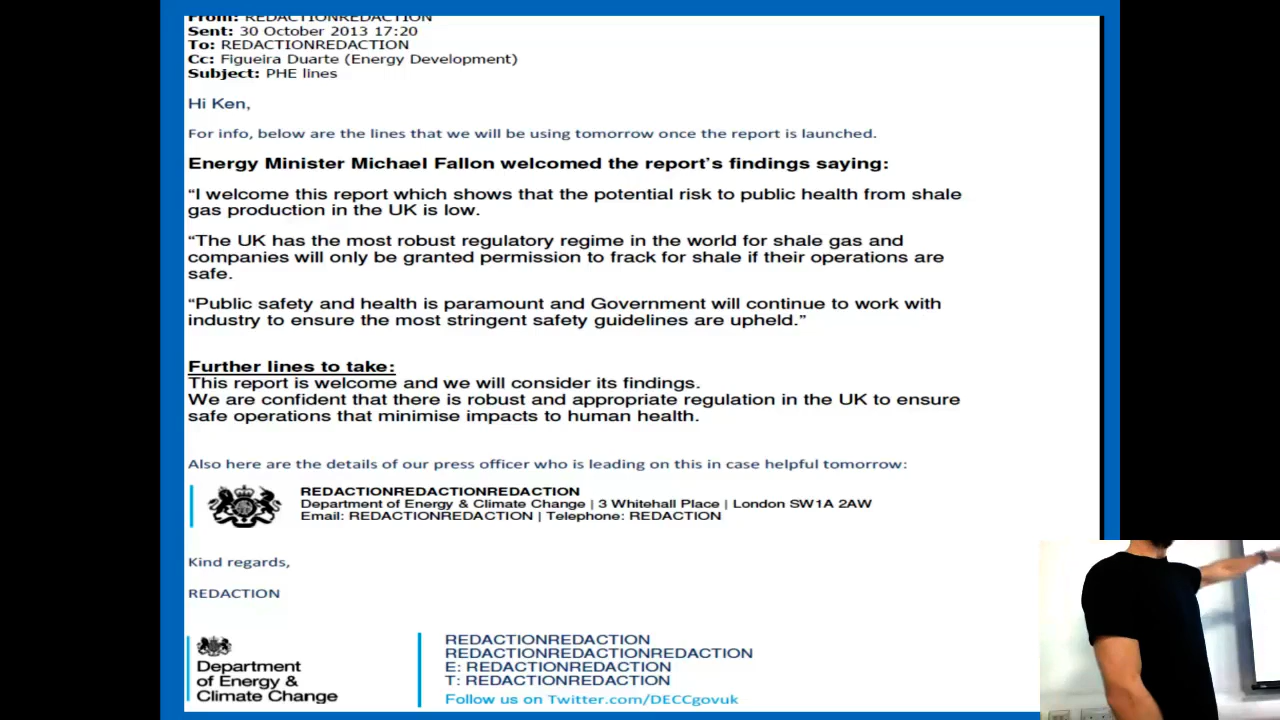 From: REDACTIONREDACTION
Sent: 30 October 2013 17:20
To: REDACTIONREDACTION
Cc: Figueira Duarte (Energy Development)
Subject: PHE lines
Hi Ken,
For info, below are the lines that we will be using tomorrow once the report is launched.
Energy Minister Michael Fallon welcomed the report’s findings saying:
“I welcome this report which shows that the potential risk to public health from shale
gas production in the UK is low.
“The UK has the most robust regulatory regime in the world for shale gas and
companies will only be granted permission to frack for shale if their operations are
safe.
“Public safety and health is paramount and Government will continue to work with
industry to ensure the most stringent safety guidelines are upheld.”
Further lines to take:
This report is welcome and we will consider its findings.
We are confident that there is robust and appropriate regulation in the UK to ensure
safe operations that minimise impacts to human health.
Also here are the details of our press officer who is leading on this in case helpful tomorrow:
REDACTIONREDACTIONREDACTION
Department of Energy & Climate Change | 3 Whitehall Place | London SW1A 2AW
Email: REDACTIONREDACTION | Telephone: REDACTION
Kind regards,
REDACTION
Department
of Energy &
Climate Change
REDACTIONREDACTION
REDACTIONREDACTIONREDACTION
E: REDACTIONREDACTION
T: REDACTIONREDACTION
Follow us on Twitter.com/DECCgovuk